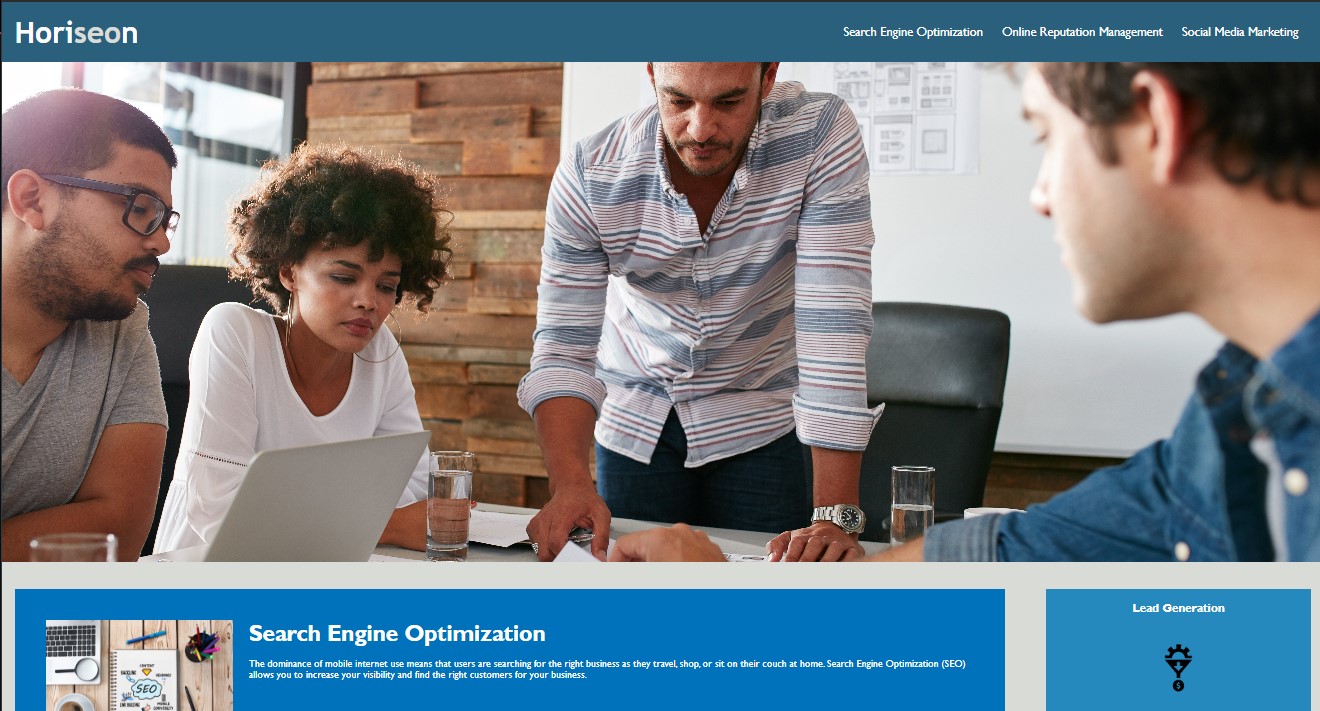 Horiseon
Search Engine Optimization
Online Reputation Management
Social Media Marketing
Search Engine Optimization
The dominance of mobile internet use means that users are searching for the right business as they travel, shop, or sit on their couch at home. Search Engine Optimization (SEO)
allows you to increase your visibility and find the right customers for your business.
CONTENT
SEO
Lead Generation
$